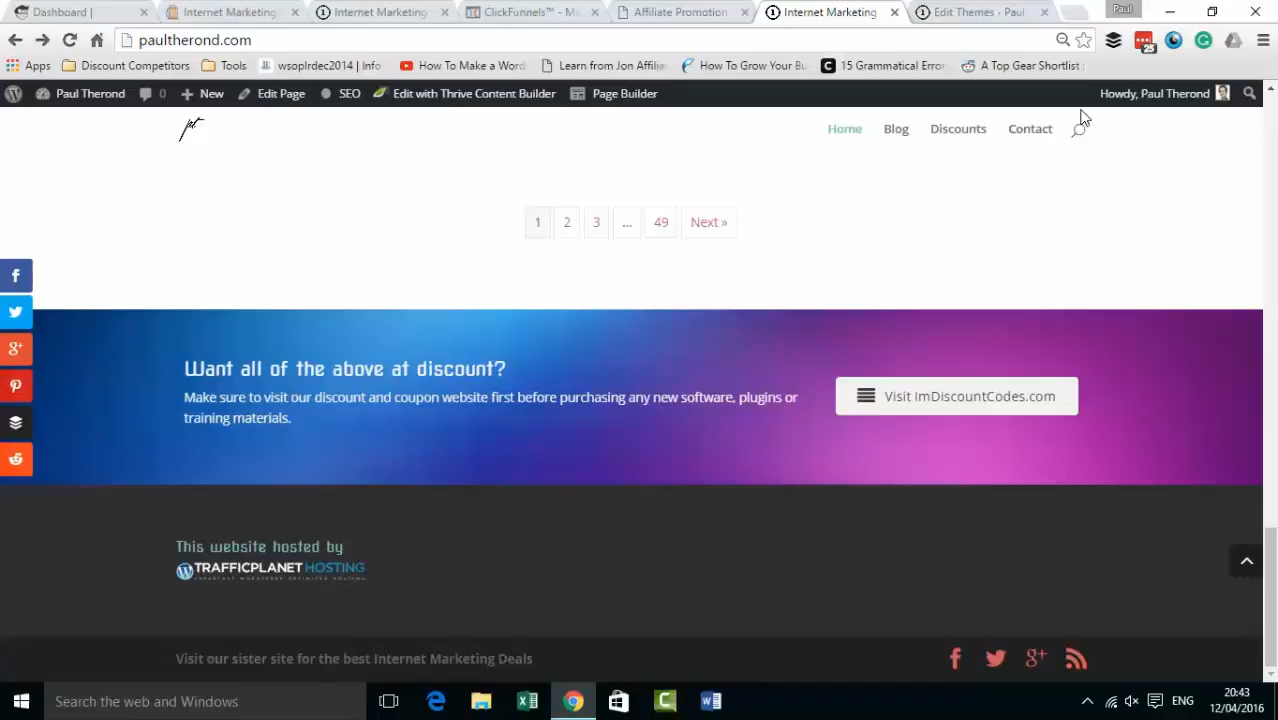 Dashboard |
Internet Marketing
Internet Marketing
ClickFunnels™ - M
Affiliate Promotion
Internet Marketing
Edit Themes ‹ Paul
Paul
paultherond.com
Apps
Discount Competitors
Tools
wsoplrdec2014 | Info
How To Make a Word
Learn from Jon Affilia
How To Grow Your Bu
15 Grammatical Erro
A Top Gear Shortlist
25
Paul Therond
0
New
Edit Page
SEO
Edit with Thrive Content Builder
Page Builder
Howdy, Paul Therond
Home
Blog
Discounts
Contact
1
2
3
...
49
Next »
Want all of the above at discount?
Make sure to visit our discount and coupon website first before purchasing any new software, plugins or
training materials.
Visit ImDiscountCodes.com
This website hosted by
TRAFFICPLANET HOSTING
Visit our sister site for the best Internet Marketing Deals
Search the web and Windows
ENG
20:43
12/04/2016